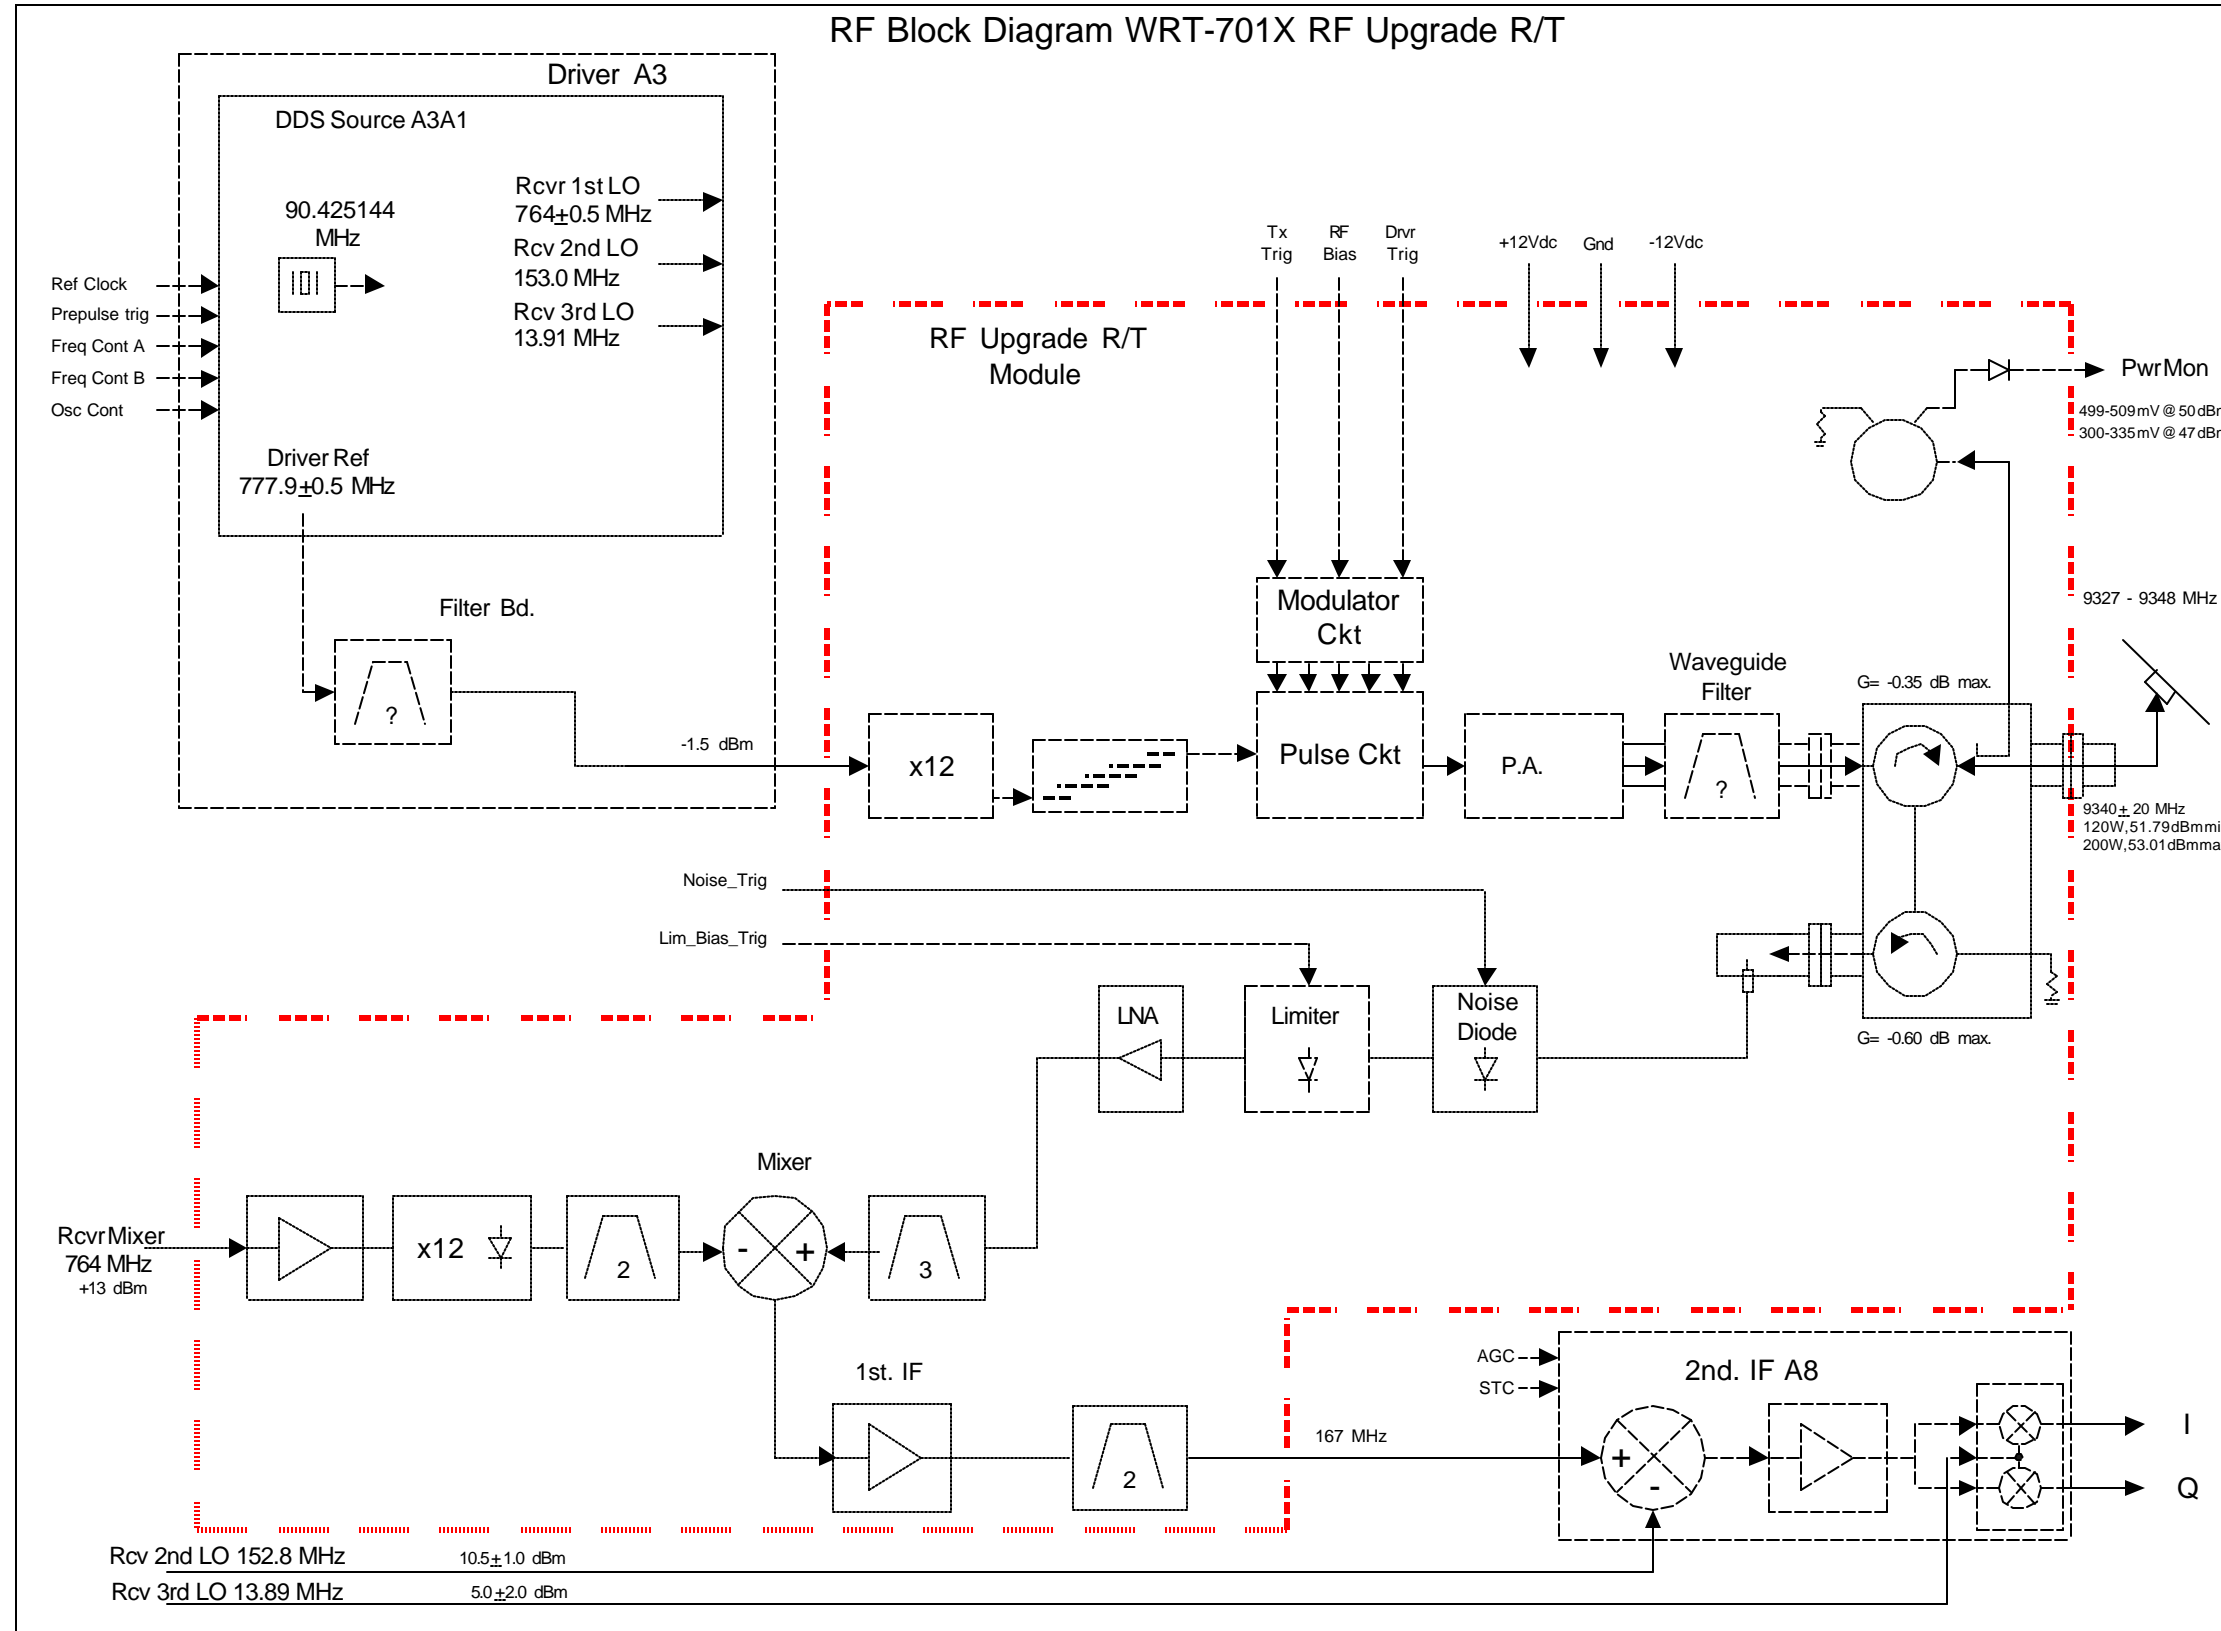 RF Block Diagram WRT-701X RF Upgrade R/T
Driver A3
DDS Source A3A1
90.425144
MHz
Rcvr 1st LO
764±0.5 MHz
Rcv 2nd LO
153.0 MHz
Rcv 3rd LO
13.91 MHz
Ref Clock
Prepulse trig
Freq Cont A
Freq Cont B
Osc Cont
Driver Ref
777.9±0.5 MHz
Filter Bd.
?
-1.5 dBm
RF Upgrade R/T
Module
Tx
Trig
RF
Bias
Drvr
Trig
+12Vdc
Gnd
-12Vdc
PwrMon
499-509mV @ 50 dBr
300-335mV @ 47 dBr
9327 - 9348 MHz
Modulator
Ckt
Waveguide
Filter
G= -0.35 dB max.
x12
Pulse Ckt
P.A.
?
9340± 20 MHz
120W,51.79dBmmi
200W,53.01dBmma
Noise_Trig
Lim_Bias_Trig
LNA
Limiter
Noise
Diode
G= -0.60 dB max.
Mixer
RcvrMixer
764 MHz
+13 dBm
x12
2
- +
3
1st. IF
2
167 MHz
AGC
STC
2nd. IF A8
+
-
I
Q
Rcv 2nd LO 152.8 MHz
10.5±1.0 dBm
Rcv 3rd LO 13.89 MHz
5.0±2.0 dBm